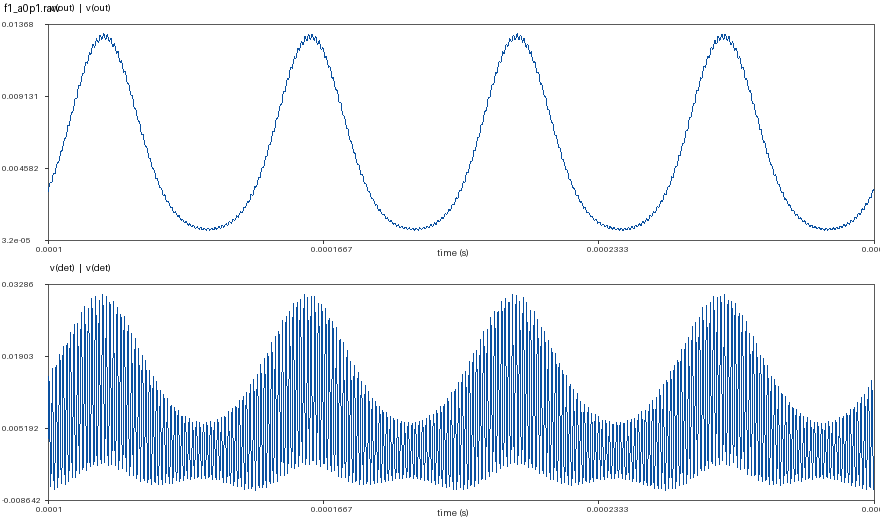 f1_a0p1.raw
v(out) | v(out)
0.01368
0.009131
0.004582
3.2e-05
0.0001
0.0001667
0.0002333
time (s)
v(det) | v(det)
0.03286
0.01903
0.005192
-0.008642
0.0001
0.0001667
0.0002333
time (s)